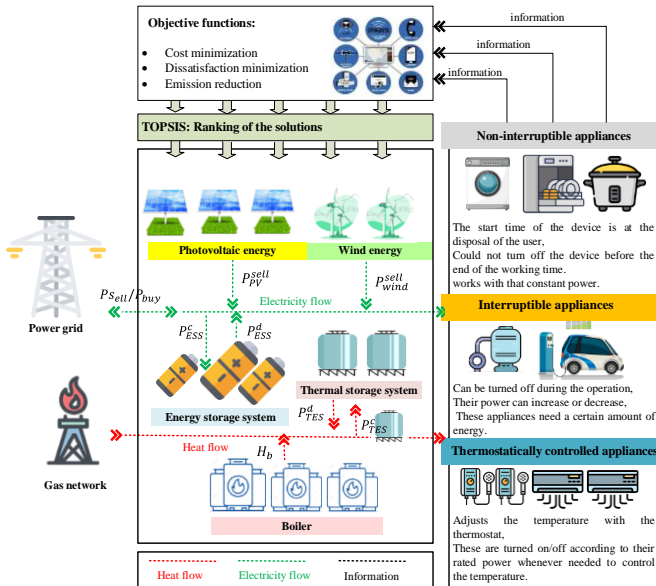 Objective functions:
• Cost minimization
• Dissatisfaction minimization
• Emission reduction
information
information
information
TOPSIS: Ranking of the solutions
Non-interruptible appliances
The start time of the device is at the
disposal of the user,
Could not turn off the device before the
end of the working time.
works with that constant power.
Photovoltaic energy
Wind energy
P_PV^sell
P_wind^sell
Ps_ell/P_buy
Electricity flow
Power grid
P_ESS^c
P_ESS^d
Interruptible appliances
Can be turned off during the operation,
Their power can increase or decrease,
These appliances need a certain amount of
energy.
Thermal storage system
Energy storage system
P_TES^d
P_TES^c
Heat flow
H_b
Gas network
Boiler
Thermostatically controlled appliances
Adjusts the temperature with the
thermostat,
These are turned on/off according to their
rated power whenever needed to control
the temperature.
Heat flow
Electricity flow
Information